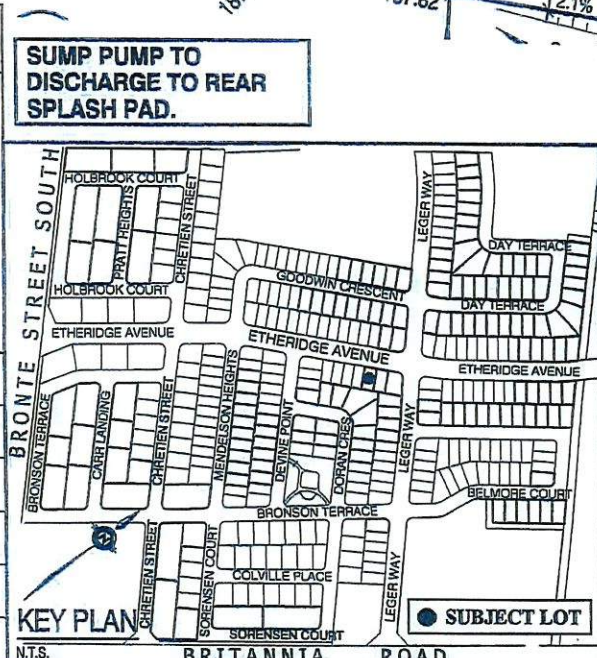 2.1%
SUMP PUMP TO
DISCHARGE TO REAR
SPLASH PAD.
BRONTE STREET SOUTH
HOLBROOK COURT
PRATT HEIGHTS
CHRETIEN STREET
LEGER WAY
DAY TERRACE
GOODWIN CRESCENT
HOLBROOK COURT
DAY TERRACE
ETHERIDGE AVENUE
ETHERIDGE AVENUE
ETHERIDGE AVENUE
BRONSON TERRACE
CARR LANDING
CHRETIEN STREET
MENDELSON HEIGHTS
DEVINE POINT
DORAN CRES
LEGER WAY
BELMORE COURT
BRONSON TERRACE
N
CHRETIEN STREET
SORENSEN COURT
COLVILLE PLACE
LEGER WAY
KEY PLAN
SUBJECT LOT
SORENSEN COURT
N.T.S.
BRITANNIA ROAD